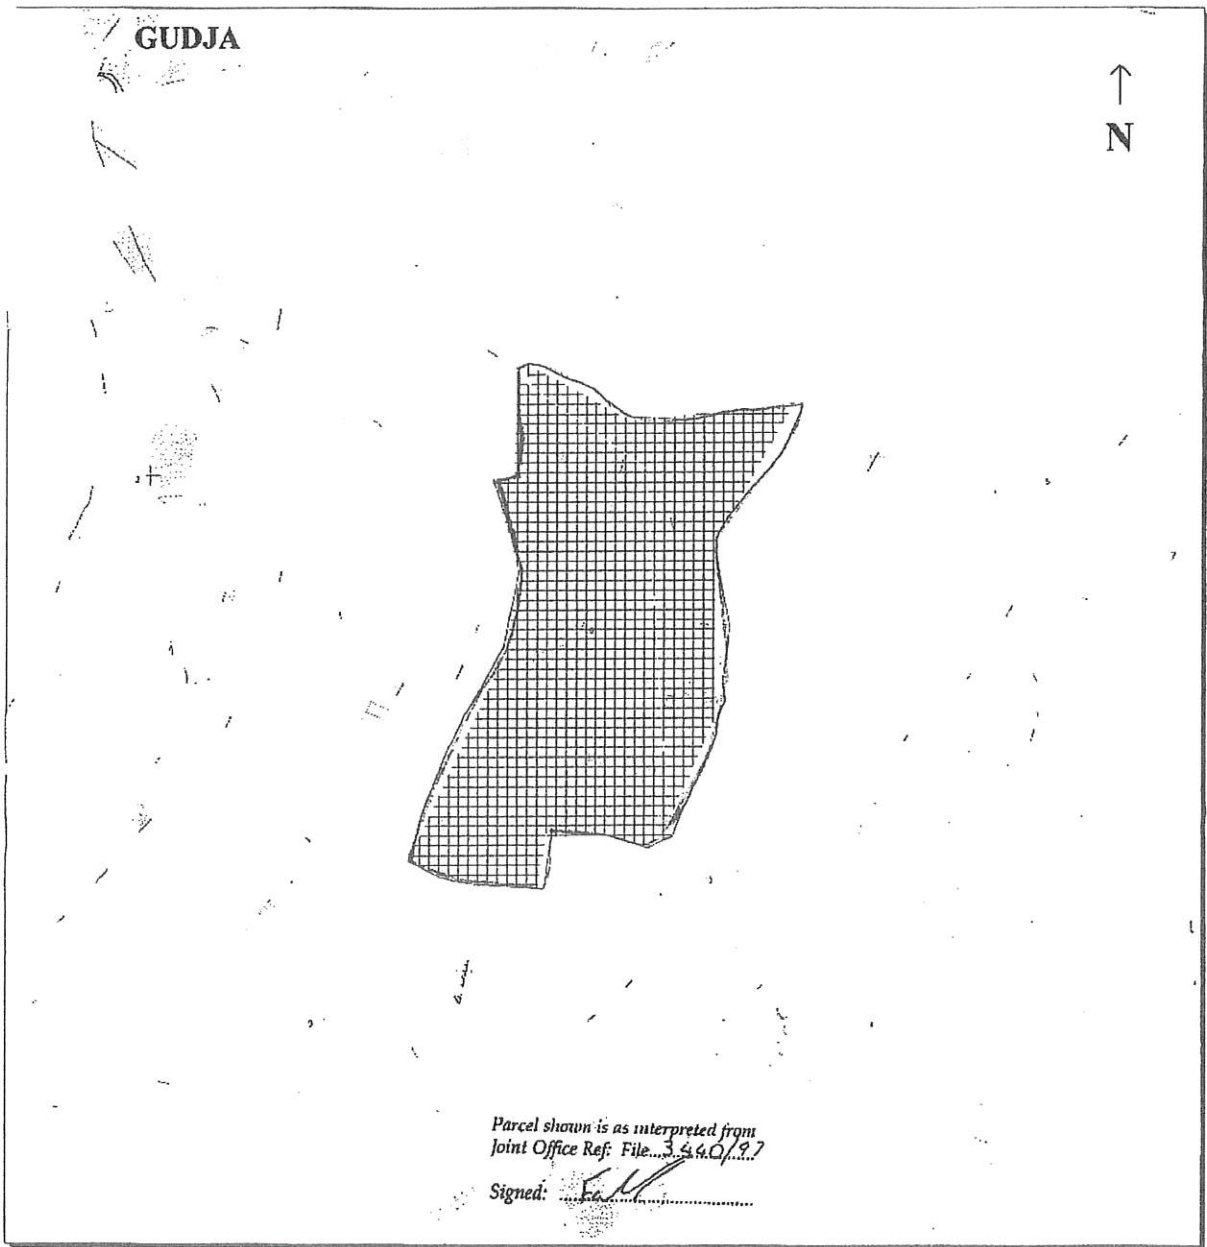 GUDJA
N
Parcel shown is as interpreted from
Joint Office Ref: File...3440/97
Signed: